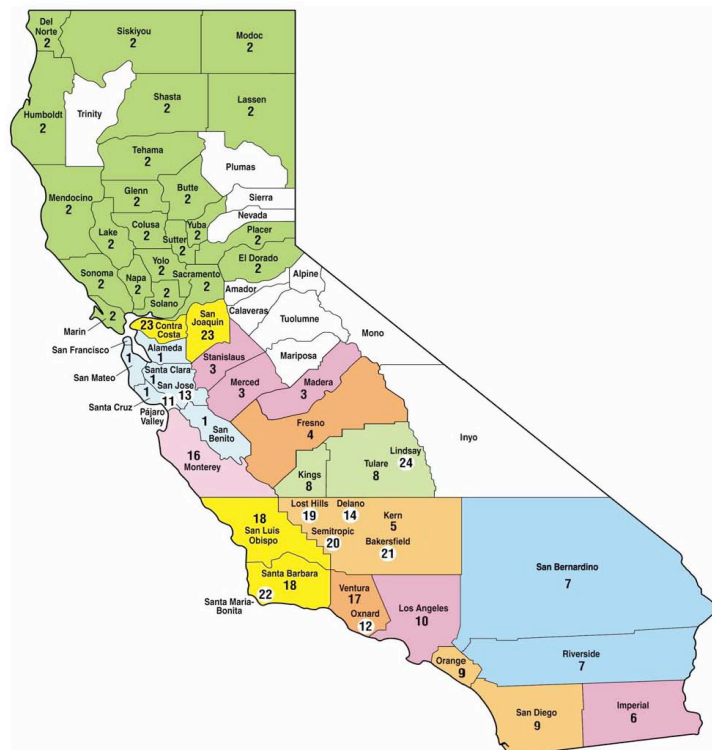 Del
Norte
2
Siskiyou
2
Modoc
2
Humboldt
2
Trinity
Shasta
2
Lassen
2
Tehama
2
Plumas
Mendocino
2
Glenn
2
Butte
2
Sierra
Nevada
Lake
2
Colusa
2
Sutter
2
Yuba
2
Placer
2
Sonoma
2
Napa
2
Yolo
2
Sacramento
2
El Dorado
2
2
Solano
Amador
Alpine
Marin
2
23 Contra
Costa
San
Joaquin
23
Calaveras
Tuolumne
Mono
San Francisco
Alameda
1
Stanislaus
3
Mariposa
San Mateo
1
Santa Clara
1
San Jose
13
Merced
3
Madera
3
Santa Cruz
1
11
Pájaro
Valley
1
San
Benito
Fresno
4
Inyo
16
Monterey
Kings
8
Tulare
8
Lindsay
24
18
San Luis
Obispo
Lost Hills
19
Delano
14
Kern
5
Semitropic
20
Bakersfield
21
San Bernardino
7
Santa Barbara
18
22
Santa Maria-
Bonita
Ventura
17
Oxnard
12
Los Angeles
10
Orange
9
Riverside
7
San Diego
9
Imperial
6